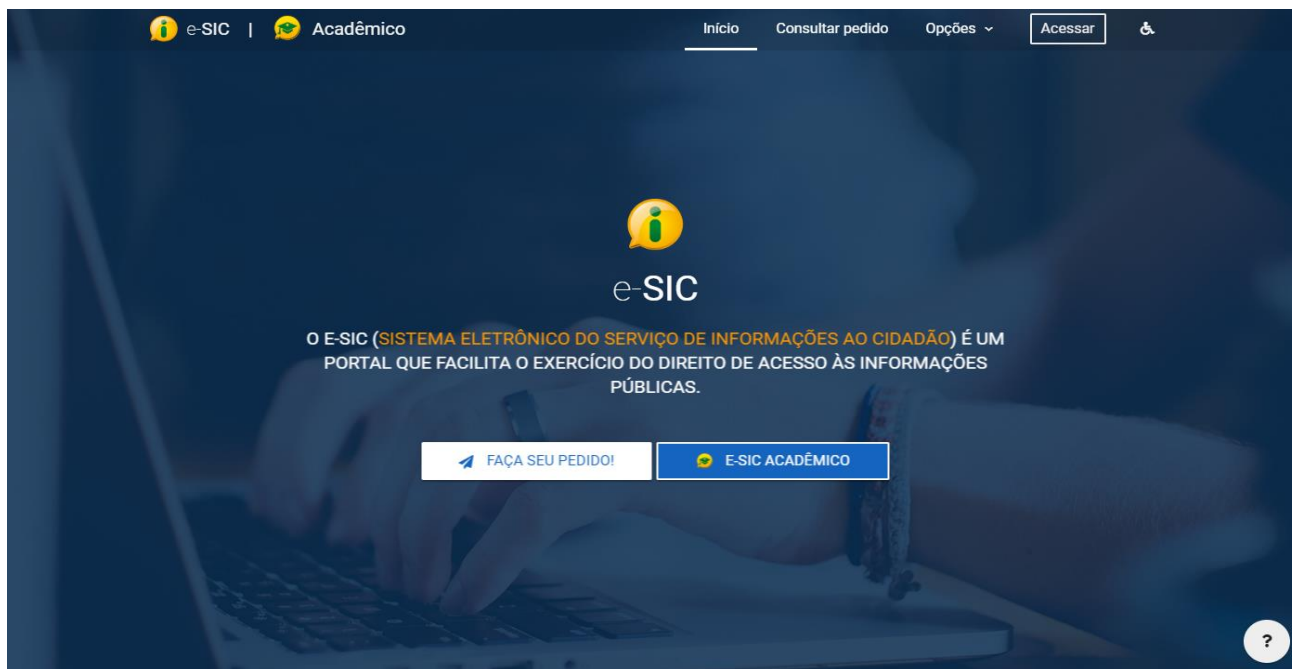 e-SIC | Acadêmico
Início
Consultar pedido
Opções
Acessar
e-SIC
O E-SIC (SISTEMA ELETRÔNICO DO SERVIÇO DE INFORMAÇÕES AO CIDADÃO) É UM
PORTAL QUE FACILITA O EXERCÍCIO DO DIREITO DE ACESSO ÀS INFORMAÇÕES
PÚBLICAS.
FAÇA SEU PEDIDO!
E-SIC ACADÊMICO
?